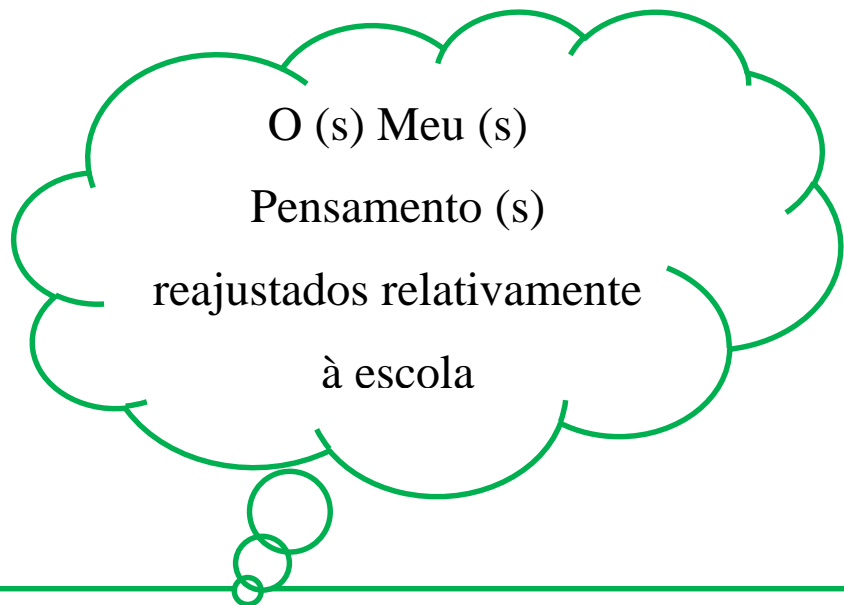 O (s) Meu (s)
Pensamento (s)
reajustados relativamente
à escola